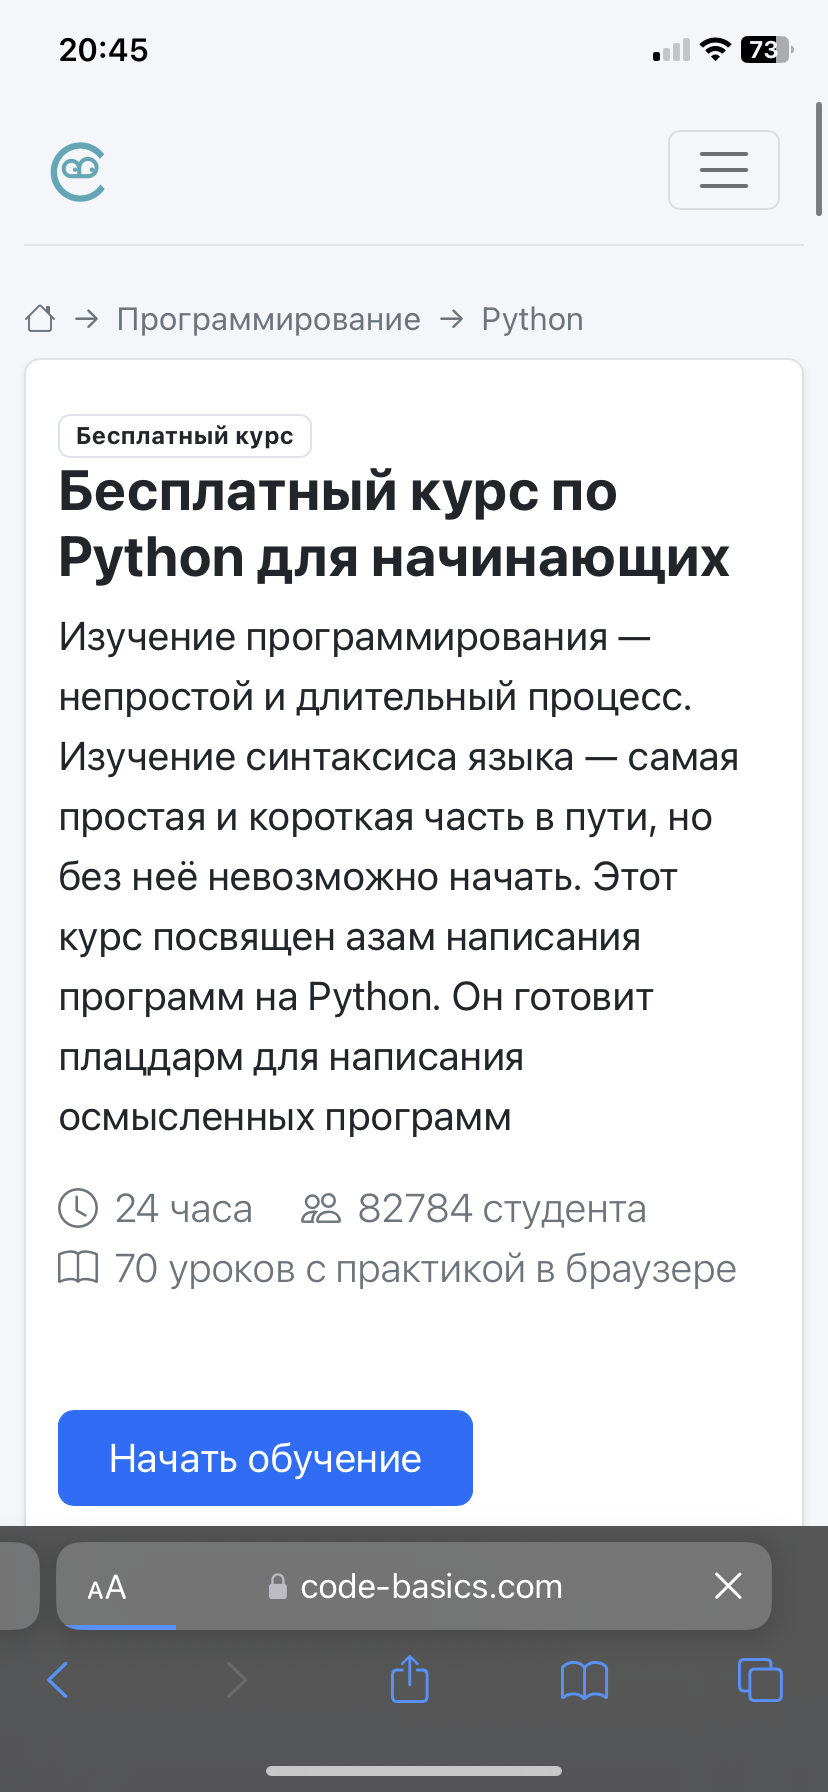 20:45
73
Программирование → Python
Бесплатный курс
Бесплатный курс по
Python для начинающих
Изучение программирования —
непростой и длительный процесс.
Изучение синтаксиса языка — самая
простая и короткая часть в пути, но
без неё невозможно начать. Этот
курс посвящен азам написания
программ на Python. Он готовит
плацдарм для написания
осмысленных программ
24 часа 82784 студента
70 уроков с практикой в браузере
Начать обучение
AA code-basics.com